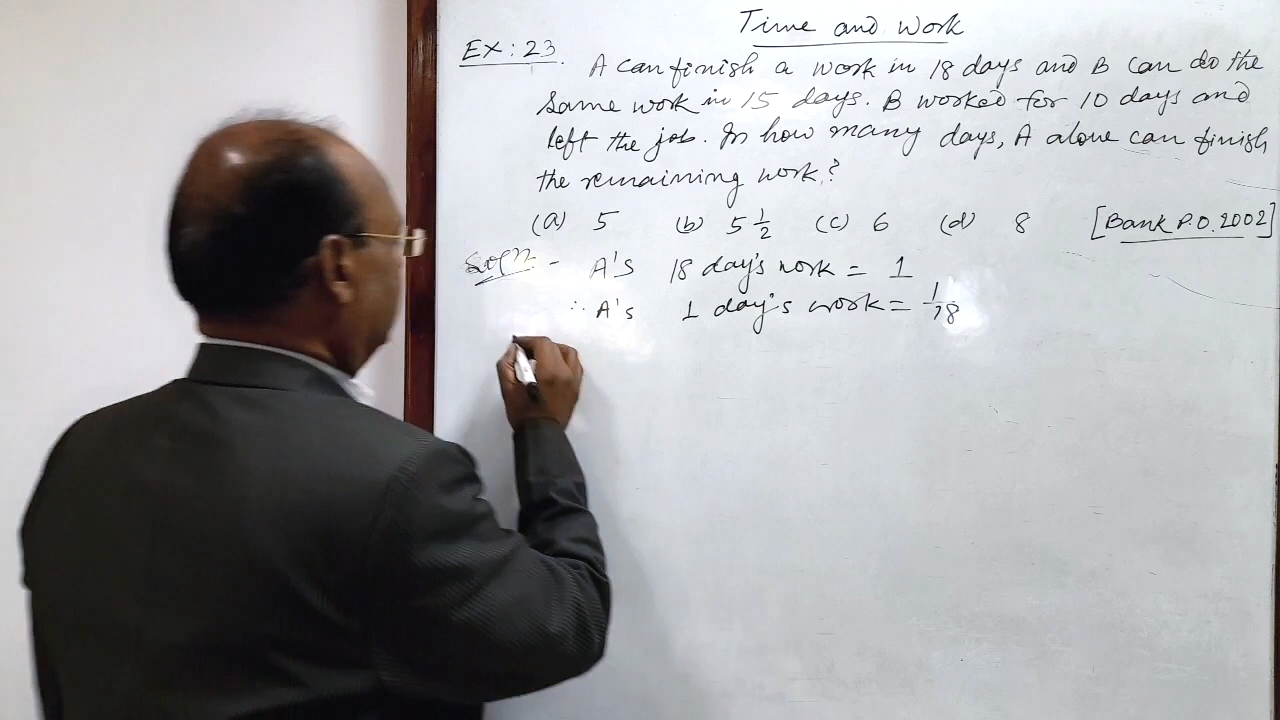 Time and Work
EX: 23. A can finish a work in 18 days and B can do the
same work in 15 days. B worked for 10 days and
left the job. In how many days, A alone can finish
the remaining work?
(a) 5 (b) 5 1/2 (c) 6 (d) 8 [Bank P.O. 2002]
Solⁿ - A's 18 day's work = 1
∴ A's 1 day's work = 1/18